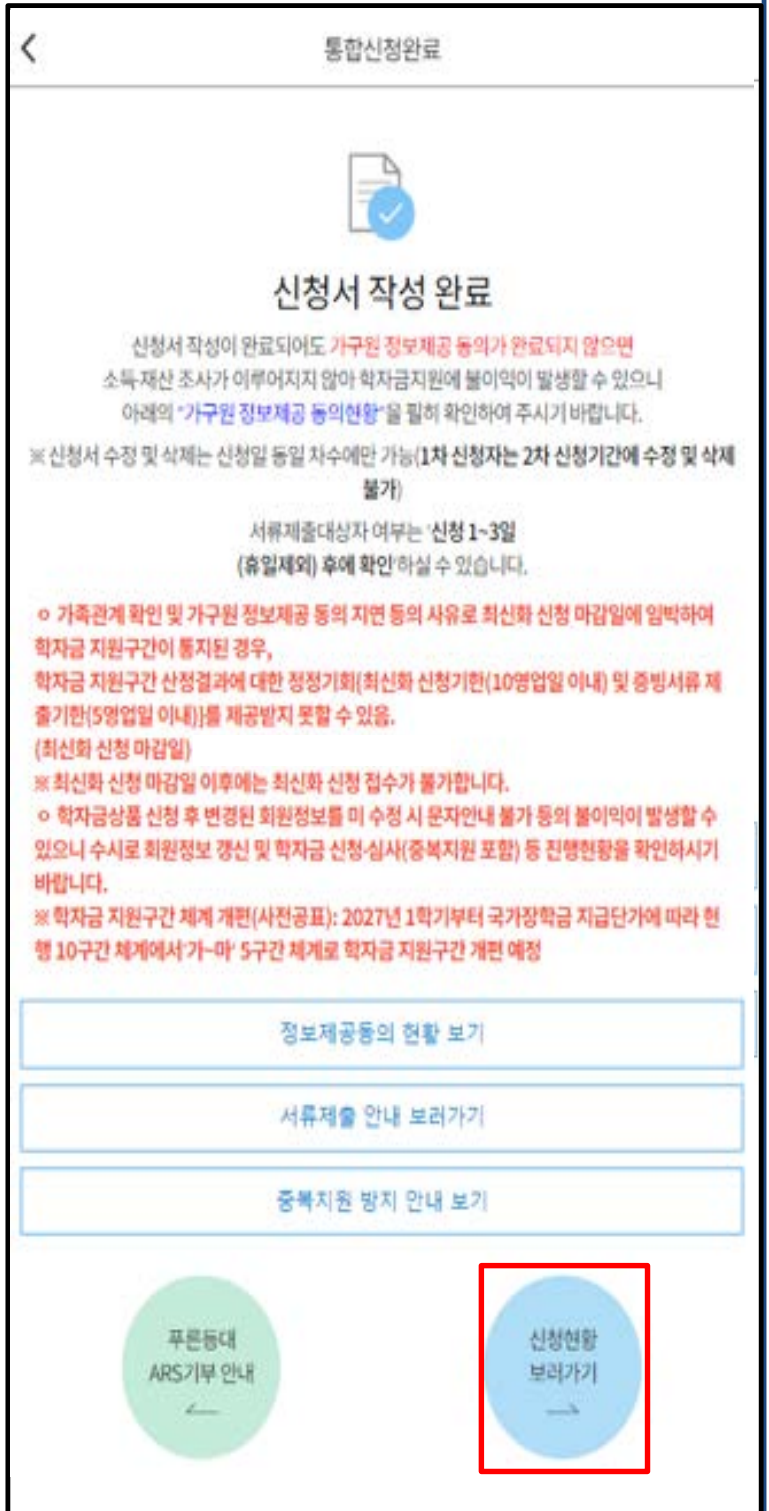 통합신청완료
신청서 작성 완료
신청서 작성이 완료되어도 가구원 정보제공 동의가 완료되지 않으면
소득·재산 조사가 이루어지지 않아 학자금지원에 불이익이 발생할 수 있으니
아래의 "가구원 정보제공 동의현황"을 필히 확인하여 주시기 바랍니다.
※ 신청서 수정 및 삭제는 신청일 동일 차수에만 가능(1차 신청자는 2차 신청기간에 수정 및 삭제
불가)
서류제출대상자 여부는 '신청 1~3일
(휴일제외) 후에 확인'하실 수 있습니다.
ㅇ 가족관계 확인 및 가구원 정보제공 동의 지연 등의 사유로 최신화 신청 마감일에 임박하여
학자금 지원구간이 통지된 경우,
학자금 지원구간 산정결과에 대한 정정기회{최신화 신청기한(10영업일 이내) 및 증빙서류 제
출기한(5영업일 이내)}를 제공받지 못할 수 있음.
(최신화 신청 마감일)
※ 최신화 신청 마감일 이후에는 최신화 신청 접수가 불가합니다.
ㅇ 학자금상품 신청 후 변경된 회원정보를 미 수정 시 문자안내 불가 등의 불이익이 발생할 수
있으니 수시로 회원정보 갱신 및 학자금 신청·심사(중복지원 포함) 등 진행현황을 확인하시기
바랍니다.
※ 학자금 지원구간 체계 개편(사전공표): 2027년 1학기부터 국가장학금 지급단가에 따라 현
행 10구간 체계에서 '가~마' 5구간 체계로 학자금 지원구간 개편 예정
정보제공동의 현황 보기
서류제출 안내 보러가기
중복지원 방지 안내 보기
푸른등대
ARS기부 안내
신청현황
보러가기